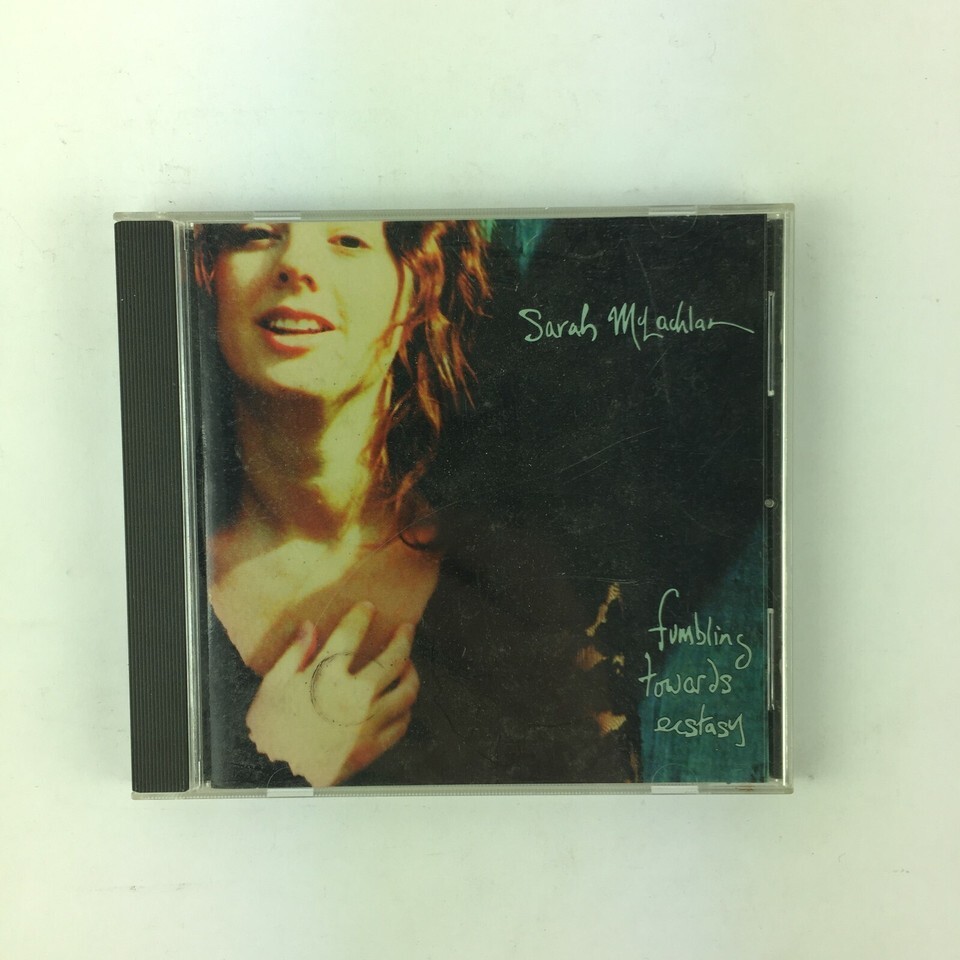 Sarah McLachlan
fumbling
towards
ecstasy